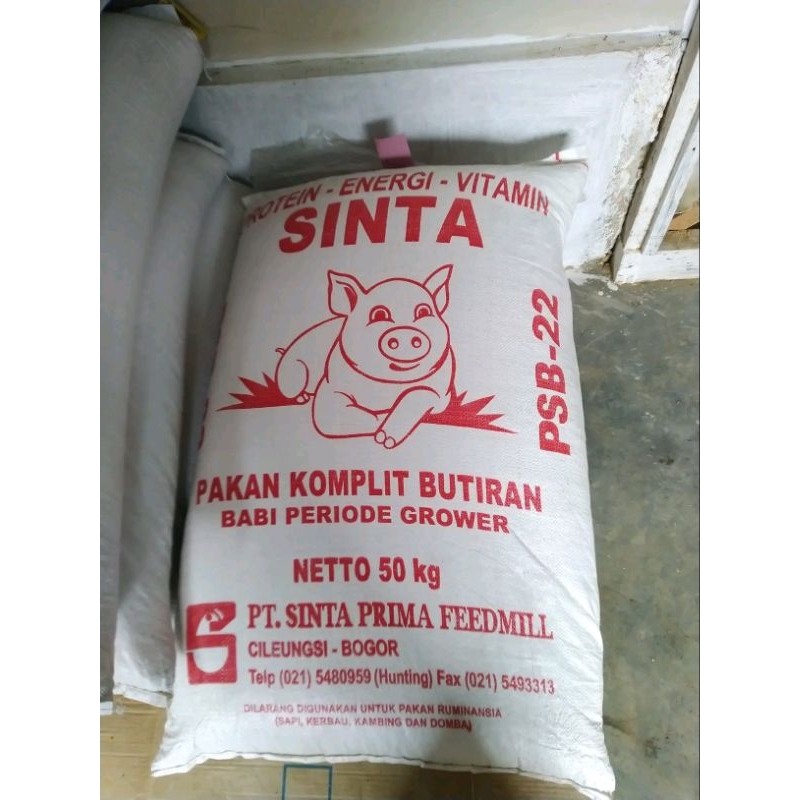 PROTEIN - ENERGI - VITAMIN
SINTA
PSB-22
PAKAN KOMPLIT BUTIRAN
BABI PERIODE GROWER
NETTO 50 kg
PT. SINTA PRIMA FEEDMILL
CILEUNGSI - BOGOR
Telp (021) 5480959 (Hunting) Fax (021) 5493313
DILARANG DIGUNAKAN UNTUK PAKAN RUMINANSIA
(SAPI, KERBAU, KAMBING DAN DOMBA)